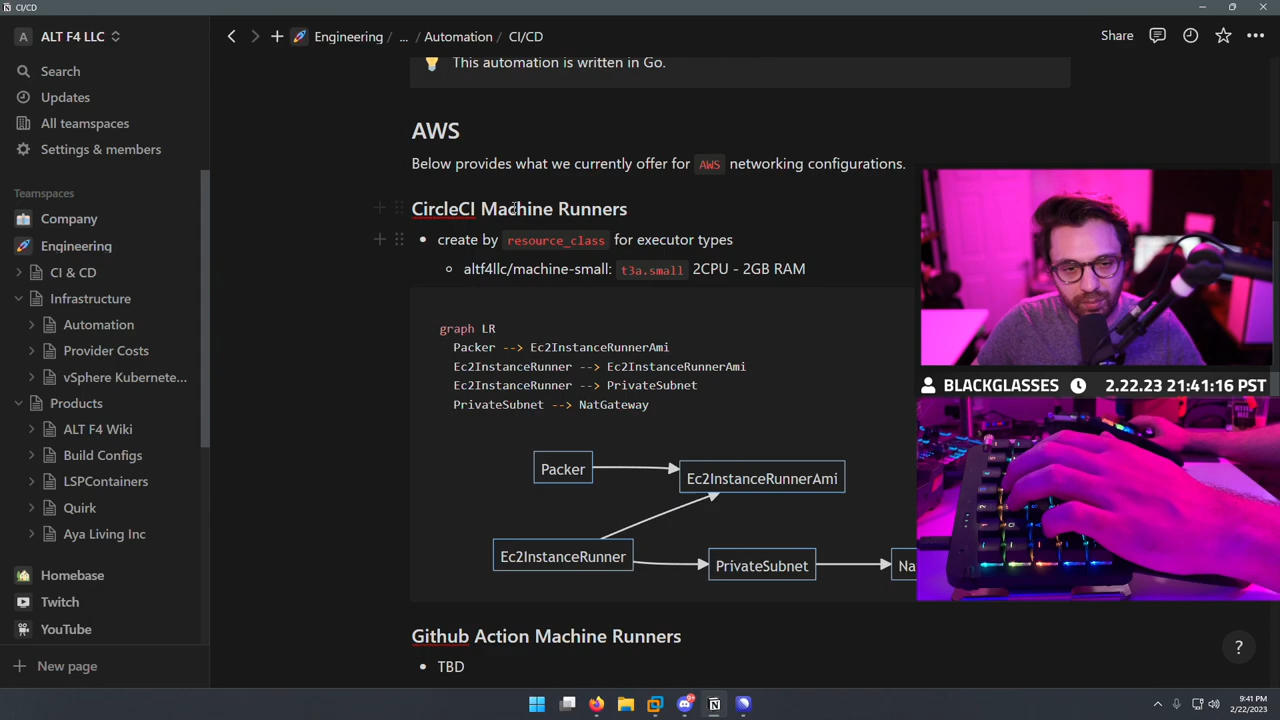 CI/CD
ALT F4 LLC
Engineering / ... / Automation / CI/CD
Share
Search
Updates
All teamspaces
Settings & members
Teamspaces
Company
Engineering
CI & CD
Infrastructure
Automation
Provider Costs
vSphere Kubernete...
Products
ALT F4 Wiki
Build Configs
LSPContainers
Quirk
Aya Living Inc
Homebase
Twitch
YouTube
New page
This automation is written in Go.
AWS
Below provides what we currently offer for AWS networking configurations.
CircleCI Machine Runners
create by resource_class for executor types
altf4llc/machine-small: t3a.small 2CPU - 2GB RAM
graph LR
Packer --> Ec2InstanceRunnerAmi
Ec2InstanceRunner --> Ec2InstanceRunnerAmi
Ec2InstanceRunner --> PrivateSubnet
PrivateSubnet --> NatGateway
Packer
Ec2InstanceRunnerAmi
Ec2InstanceRunner
PrivateSubnet
Na
Github Action Machine Runners
TBD
BLACKGLASSES 2.22.23 21:41:16 PST
?
9:41 PM
2/22/2023